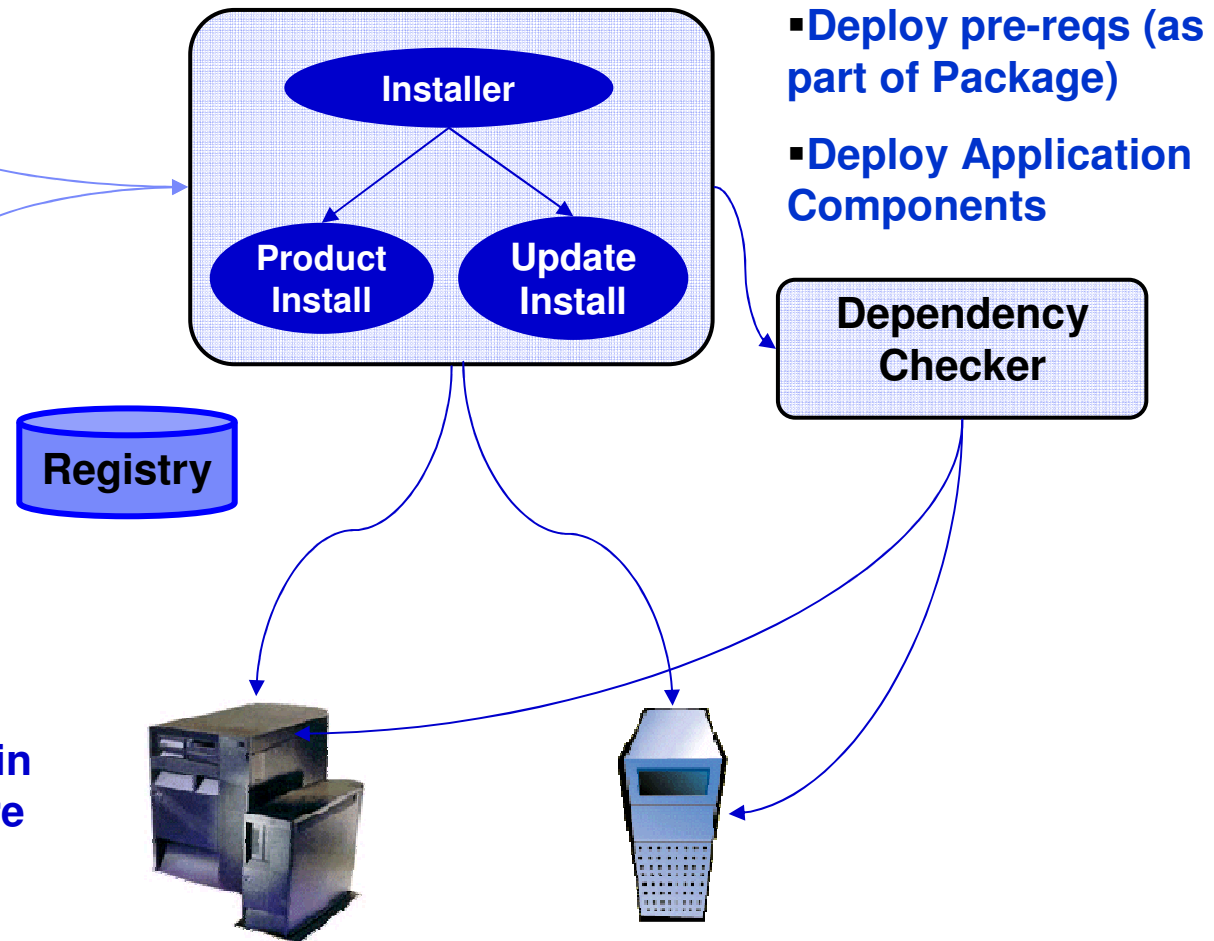 Installer
Product
Install
Update
Install
▪Deploy pre-reqs (as
part of Package)
▪Deploy Application
Components
Dependency
Checker
Registry
in